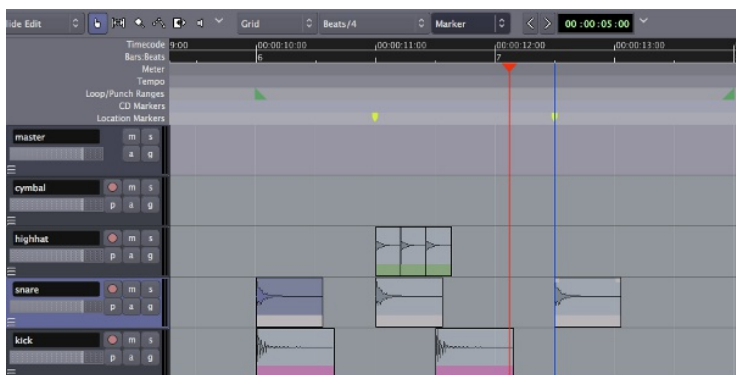 lide Edit Grid Beats/4 Marker 00:00:05:00
Timecode 9:00 00:00:10:00 00:00:11:00 00:00:12:00 00:00:13:00
Bars:Beats 6 7
Meter
Tempo
Loop/Punch Ranges
CD Markers
Location Markers
master m s
a g
cymbal m s
p a g
highhat m s
p a g
snare m s
p a g
kick m s
p a g